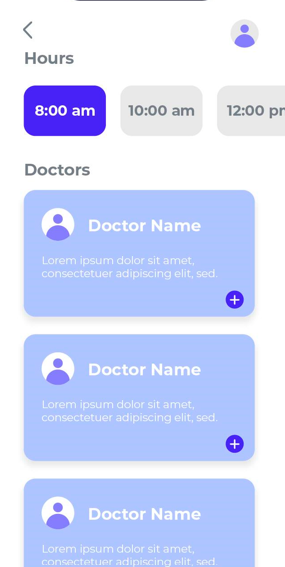 Hours
8:00 am 10:00 am 12:00 pm
Doctors
Doctor Name
Lorem ipsum dolor sit amet,
consectetuer adipiscing elit, sed.
Doctor Name
Lorem ipsum dolor sit amet,
consectetuer adipiscing elit, sed.
Doctor Name
Lorem ipsum dolor sit amet,
consectetuer adipiscing elit, sed.